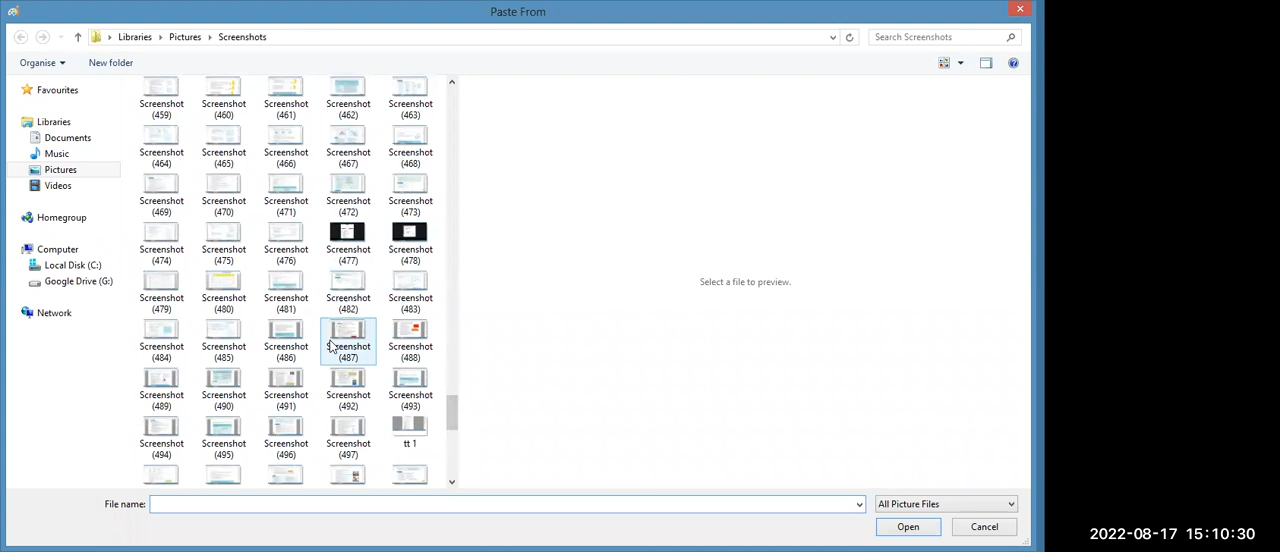 Paste From
Libraries Pictures Screenshots
Search Screenshots
Organise New folder
Favourites
Libraries
Documents
Music
Pictures
Videos
Homegroup
Computer
Local Disk (C:)
Google Drive (G:)
Network
Screenshot Screenshot Screenshot Screenshot Screenshot
(459) (460) (461) (462) (463)
Screenshot Screenshot Screenshot Screenshot Screenshot
(464) (465) (466) (467) (468)
Screenshot Screenshot Screenshot Screenshot Screenshot
(469) (470) (471) (472) (473)
Screenshot Screenshot Screenshot Screenshot Screenshot
(474) (475) (476) (477) (478)
Screenshot Screenshot Screenshot Screenshot Screenshot
(479) (480) (481) (482) (483)
Screenshot Screenshot Screenshot Screenshot Screenshot
(484) (485) (486) (487) (488)
Screenshot Screenshot Screenshot Screenshot Screenshot
(489) (490) (491) (492) (493)
Screenshot Screenshot Screenshot Screenshot tt 1
(494) (495) (496) (497)
Select a file to preview.
File name:
All Picture Files
Open Cancel
2022-08-17 15:10:30